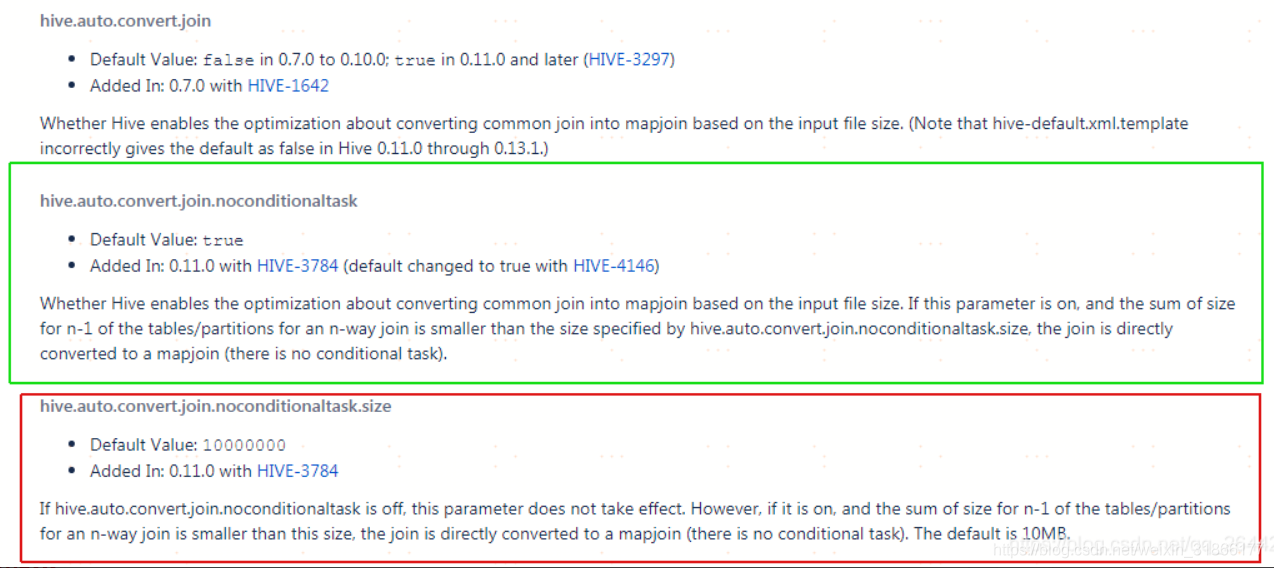 hive.auto.convert.join
Default Value: false in 0.7.0 to 0.10.0; true in 0.11.0 and later (HIVE-3297)
Added In: 0.7.0 with HIVE-1642
Whether Hive enables the optimization about converting common join into mapjoin based on the input file size. (Note that hive-default.xml.template
incorrectly gives the default as false in Hive 0.11.0 through 0.13.1.)
hive.auto.convert.join.noconditionaltask
Default Value: true
Added In: 0.11.0 with HIVE-3784 (default changed to true with HIVE-4146)
Whether Hive enables the optimization about converting common join into mapjoin based on the input file size. If this parameter is on, and the sum of size
for n-1 of the tables/partitions for an n-way join is smaller than the size specified by hive.auto.convert.join.noconditionaltask.size, the join is directly
converted to a mapjoin (there is no conditional task).
hive.auto.convert.join.noconditionaltask.size
Default Value: 10000000
Added In: 0.11.0 with HIVE-3784
If hive.auto.convert.join.noconditionaltask is off, this parameter does not take effect. However, if it is on, and the sum of size for n-1 of the tables/partitions
for an n-way join is smaller than this size, the join is directly converted to a mapjoin (there is no conditional task). The default is 10MB.